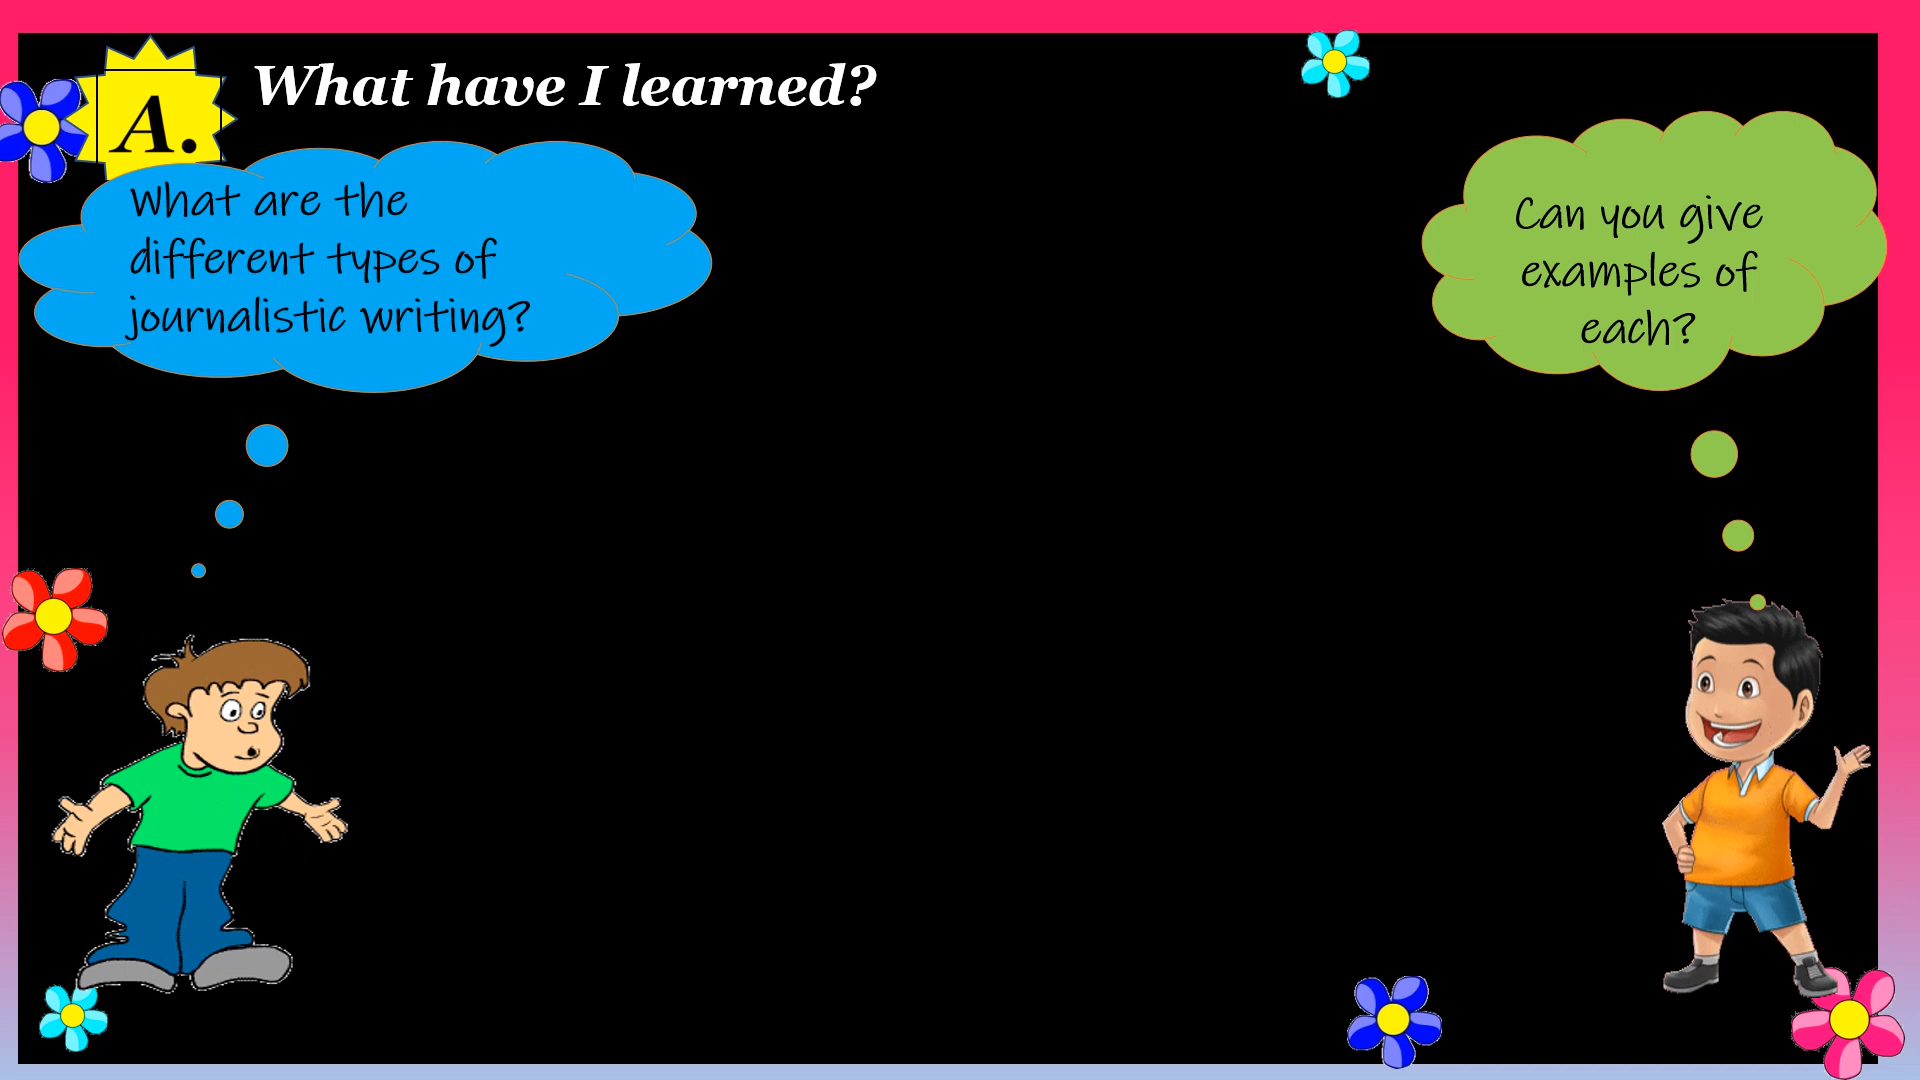 A.
What have I learned?
What are the
different types of
journalistic writing?
Can you give
examples of
each?